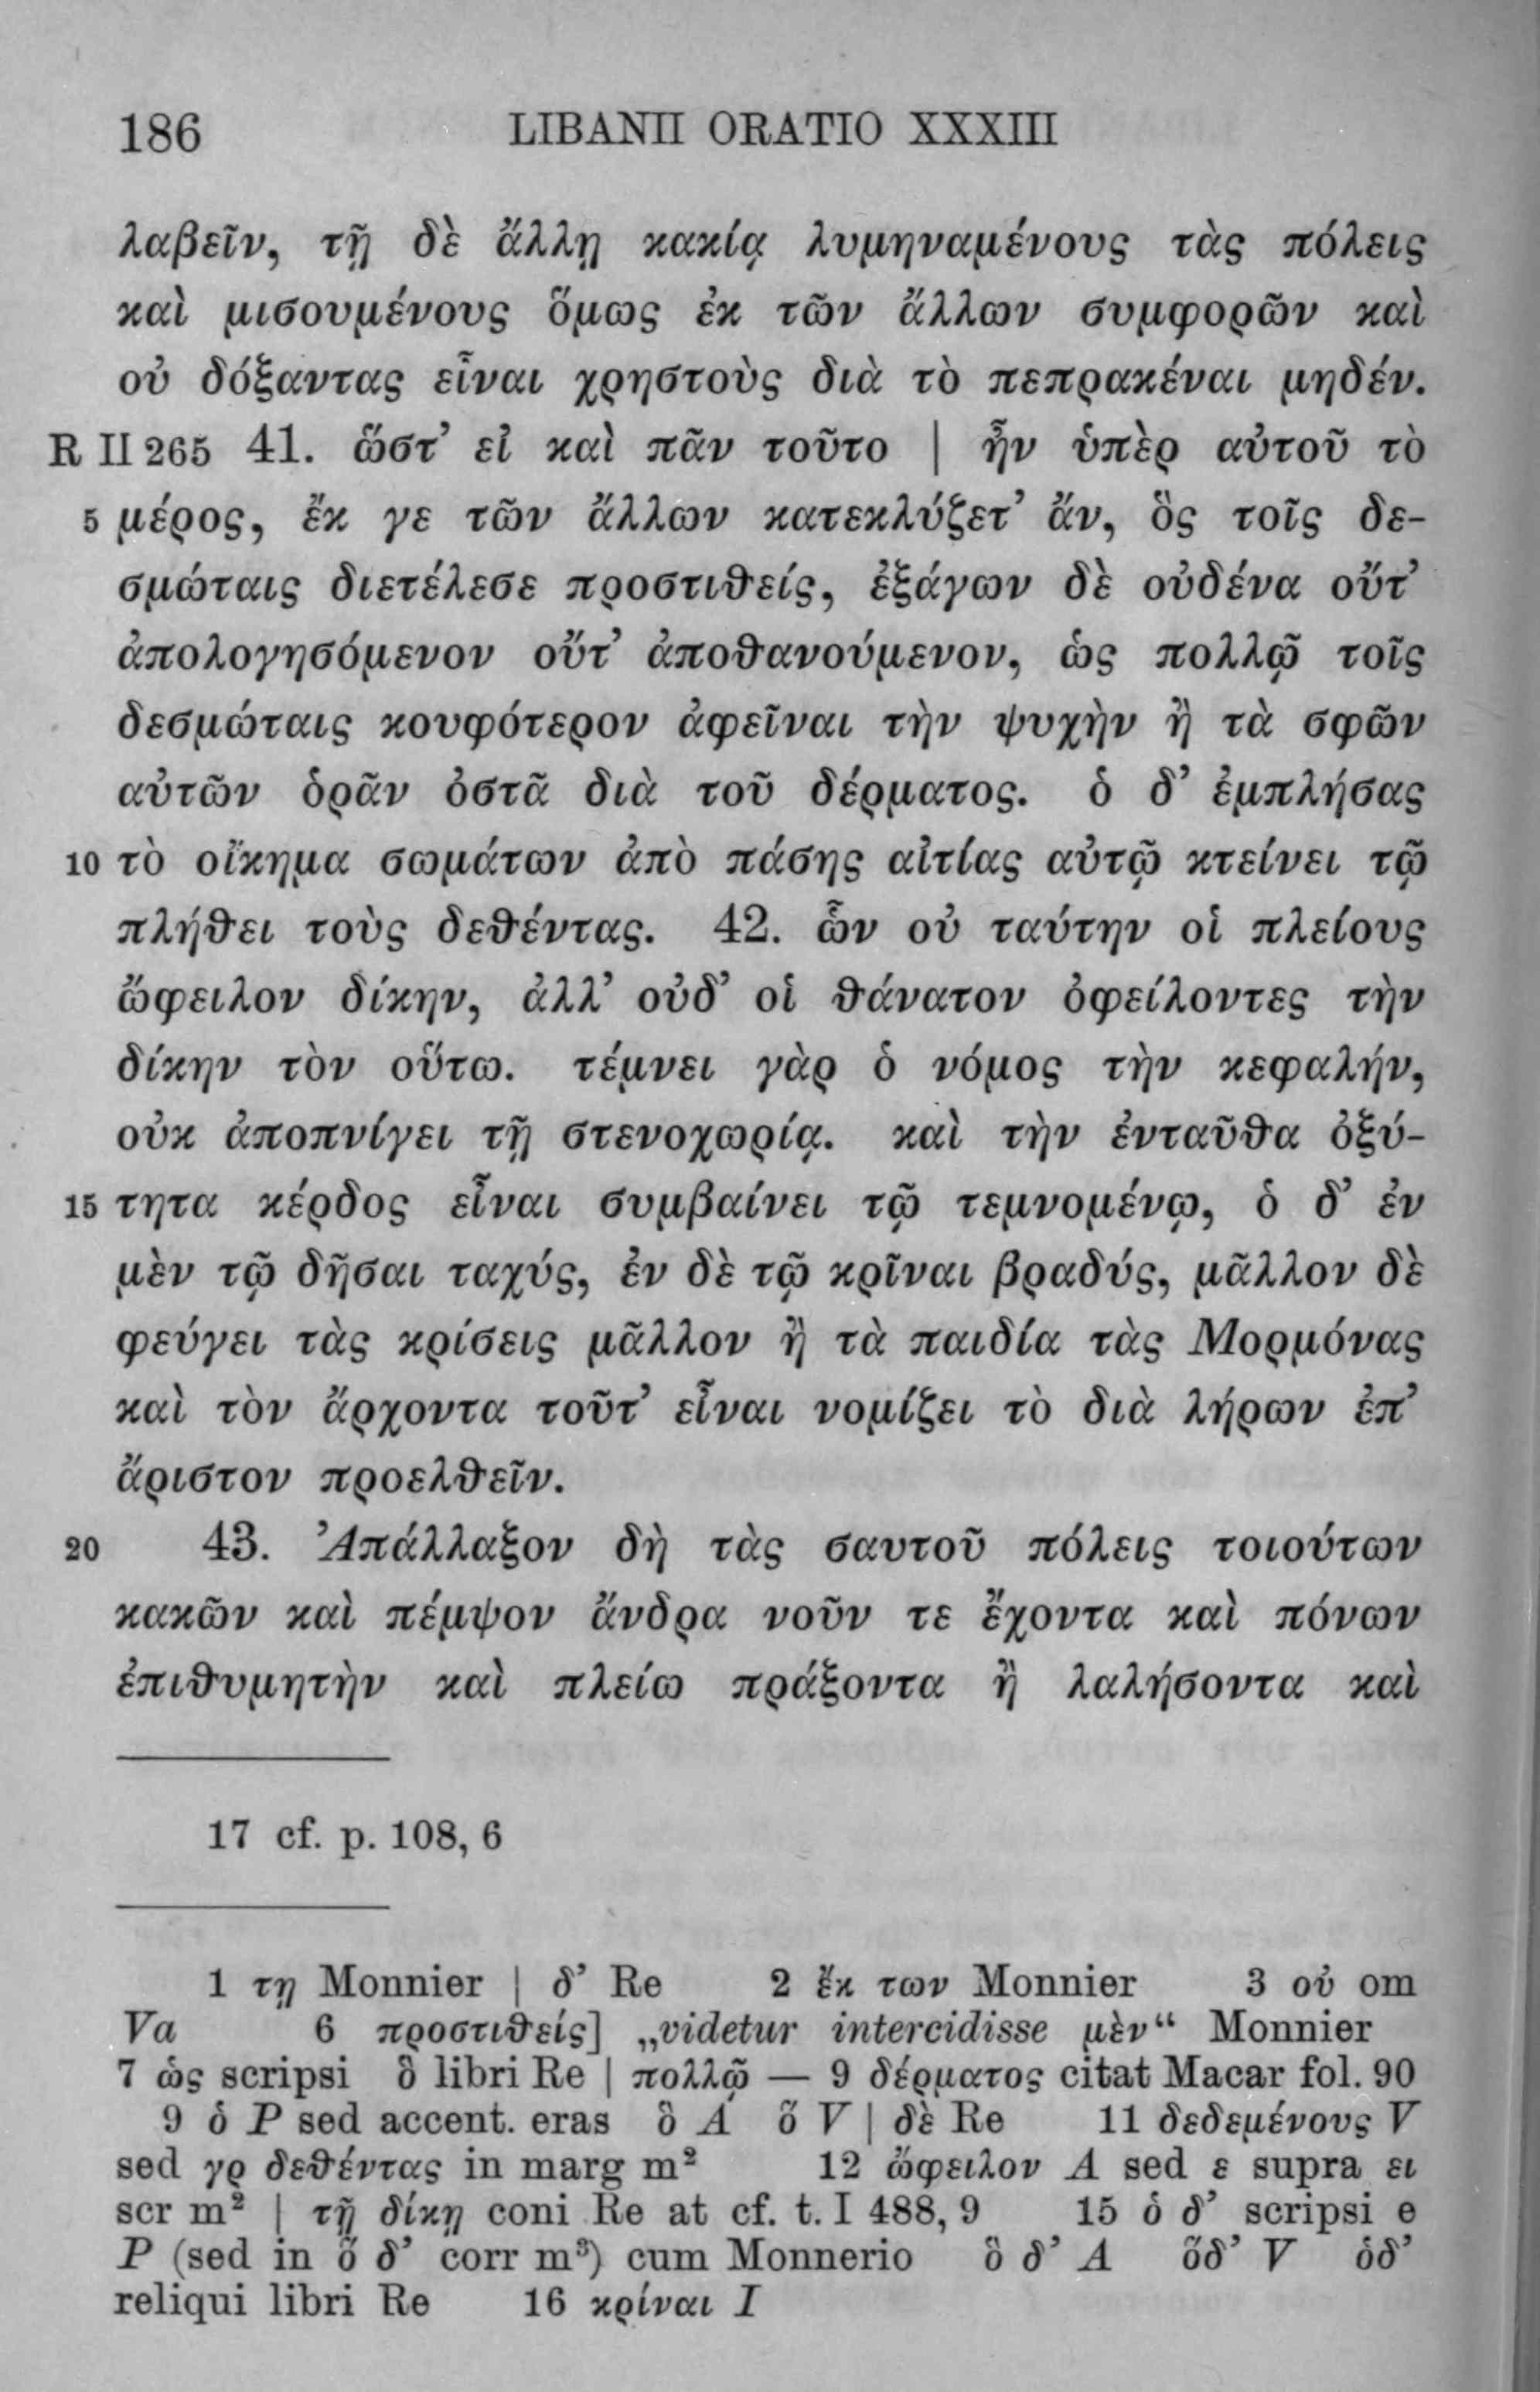 186 LIBANII ORATIO XXXIII
λαβεῖν, τῇ δὲ ἄλλῃ κακίᾳ λυμηναμένους τὰς πόλεις
καὶ μισουμένους ὅμως ἐκ τῶν ἄλλων συμφορῶν καὶ
οὐ δόξαντας εἶναι χρηστοὺς διὰ τὸ πεπρακέναι μηδέν.
R II 265 41. ὥστ’ εἰ καὶ πᾶν τοῦτο | ἦν ὑπὲρ αὐτοῦ τὸ
5 μέρος, ἔκ γε τῶν ἄλλων κατεκλύζετ’ ἄν, ὃς τοῖς δε-
σμώταις διετέλεσε προστιθείς, ἐξάγων δὲ οὐδένα οὔτ’
ἀπολογησόμενον οὔτ’ ἀποθανούμενον, ὡς πολλῷ τοῖς
δεσμώταις κουφότερον ἀφεῖναι τὴν ψυχὴν ἢ τὰ σφῶν
αὐτῶν ὁρᾶν ὀστᾶ διὰ τοῦ δέρματος. ὁ δ’ ἐμπλήσας
10 τὸ οἴκημα σωμάτων ἀπὸ πάσης αἰτίας αὐτῷ κτείνει τῷ
πλήθει τοὺς δεθέντας. 42. ὧν οὐ ταύτην οἱ πλείους
ὤφειλον δίκην, ἀλλ’ οὐδ’ οἱ θάνατον ὀφείλοντες τὴν
δίκην τὸν οὕτω. τέμνει γὰρ ὁ νόμος τὴν κεφαλήν,
οὐκ ἀποπνίγει τῇ στενοχωρίᾳ. καὶ τὴν ἐνταῦθα ὀξύ-
15 τητα κέρδος εἶναι συμβαίνει τῷ τεμνομένῳ, ὁ δ’ ἐν
μὲν τῷ δῆσαι ταχύς, ἐν δὲ τῷ κρῖναι βραδύς, μᾶλλον δὲ
φεύγει τὰς κρίσεις μᾶλλον ἢ τὰ παιδία τὰς Μορμόνας
καὶ τὸν ἄρχοντα τοῦτ’ εἶναι νομίζει τὸ διὰ λήρων ἐπ’
ἄριστον προελθεῖν.
20 43. Ἀπάλλαξον δὴ τὰς σαυτοῦ πόλεις τοιούτων
κακῶν καὶ πέμψον ἄνδρα νοῦν τε ἔχοντα καὶ πόνων
ἐπιθυμητὴν καὶ πλείω πράξοντα ἢ λαλήσοντα καὶ
17 cf. p. 108, 6
1 τῃ Monnier | δ’ Re 2 ἔκ των Monnier 3 οὐ om
Va 6 προστιθείς] „videtur intercidisse μὲν“ Monnier
7 ὡς scripsi ὃ libri Re | πολλῷ — 9 δέρματος citat Macar fol. 90
9 ὁ P sed accent. eras ὃ A ὅ V | δὲ Re 11 δεδεμένους V
sed γρ δεθέντας in marg m² 12 ὤφειλον A sed ε supra ει
scr m² | τῇ δίκῃ coni Re at cf. t. I 488, 9 15 ὁ δ’ scripsi e
P (sed in ὅ δ’ corr m³) cum Monnerio ὃ δ’ A ὅδ’ V ὁδ’
reliqui libri Re 16 κρίναι I